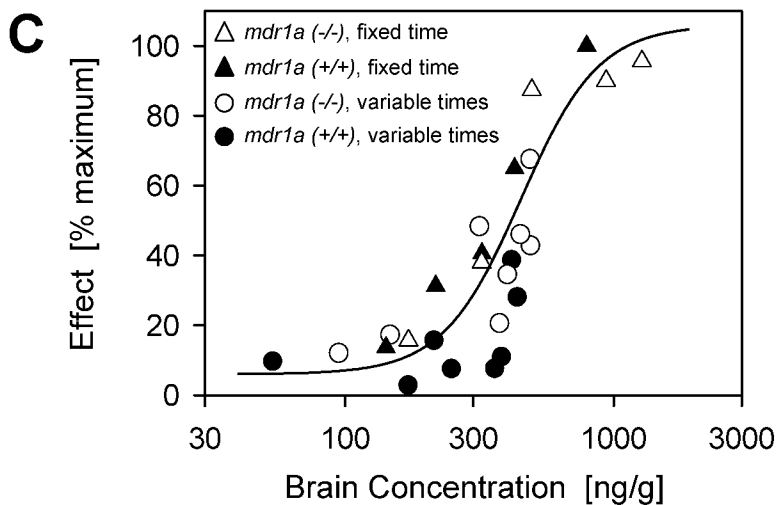 C
mdr1a (-/-), fixed time
mdr1a (+/+), fixed time
mdr1a (-/-), variable times
mdr1a (+/+), variable times
Effect [% maximum]
100
80
60
40
20
0
30 100 300 1000 3000
Brain Concentration [ng/g]